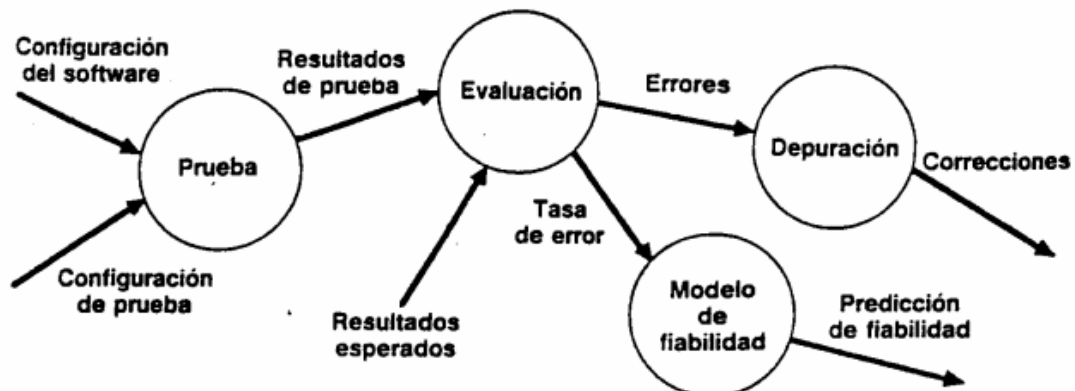 Configuración
del software
Resultados
de prueba
Evaluación
Errores
Prueba
Depuración
Correcciones
Configuración
de prueba
Tasa
de error
Resultados
esperados
Modelo
de
fiabilidad
Predicción
de fiabilidad